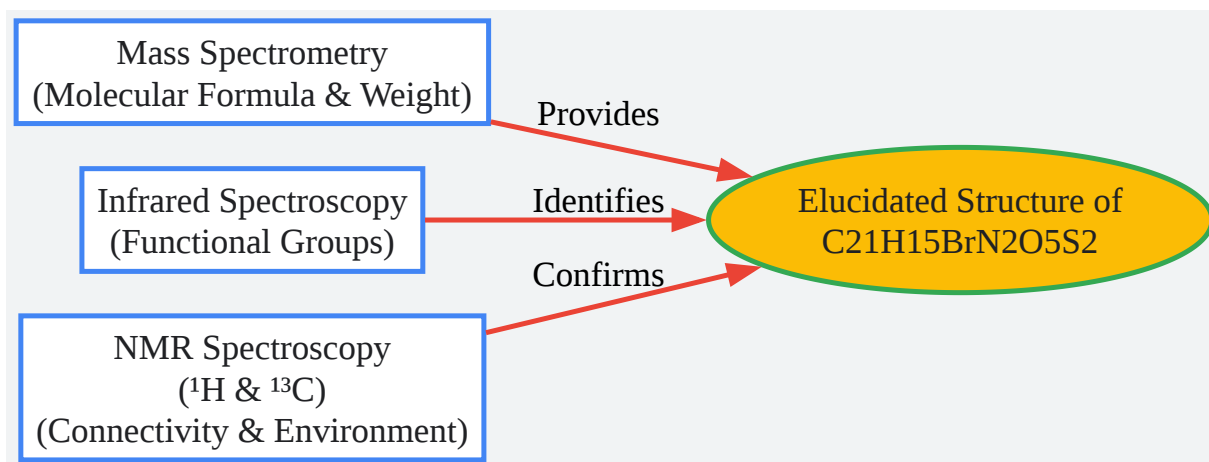 Mass Spectrometry
(Molecular Formula & Weight)
Provides
Infrared Spectroscopy
(Functional Groups)
Identifies
Elucidated Structure of
C21H15BrN2O5S2
Confirms
NMR Spectroscopy
(¹H & ¹³C)
(Connectivity & Environment)